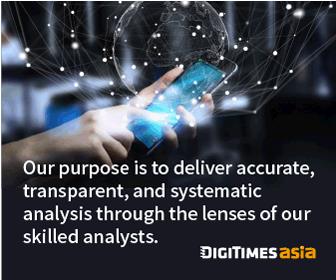 Our purpose is to deliver accurate,
transparent, and systematic
analysis through the lenses of our
skilled analysts.
DIGITIMES asia